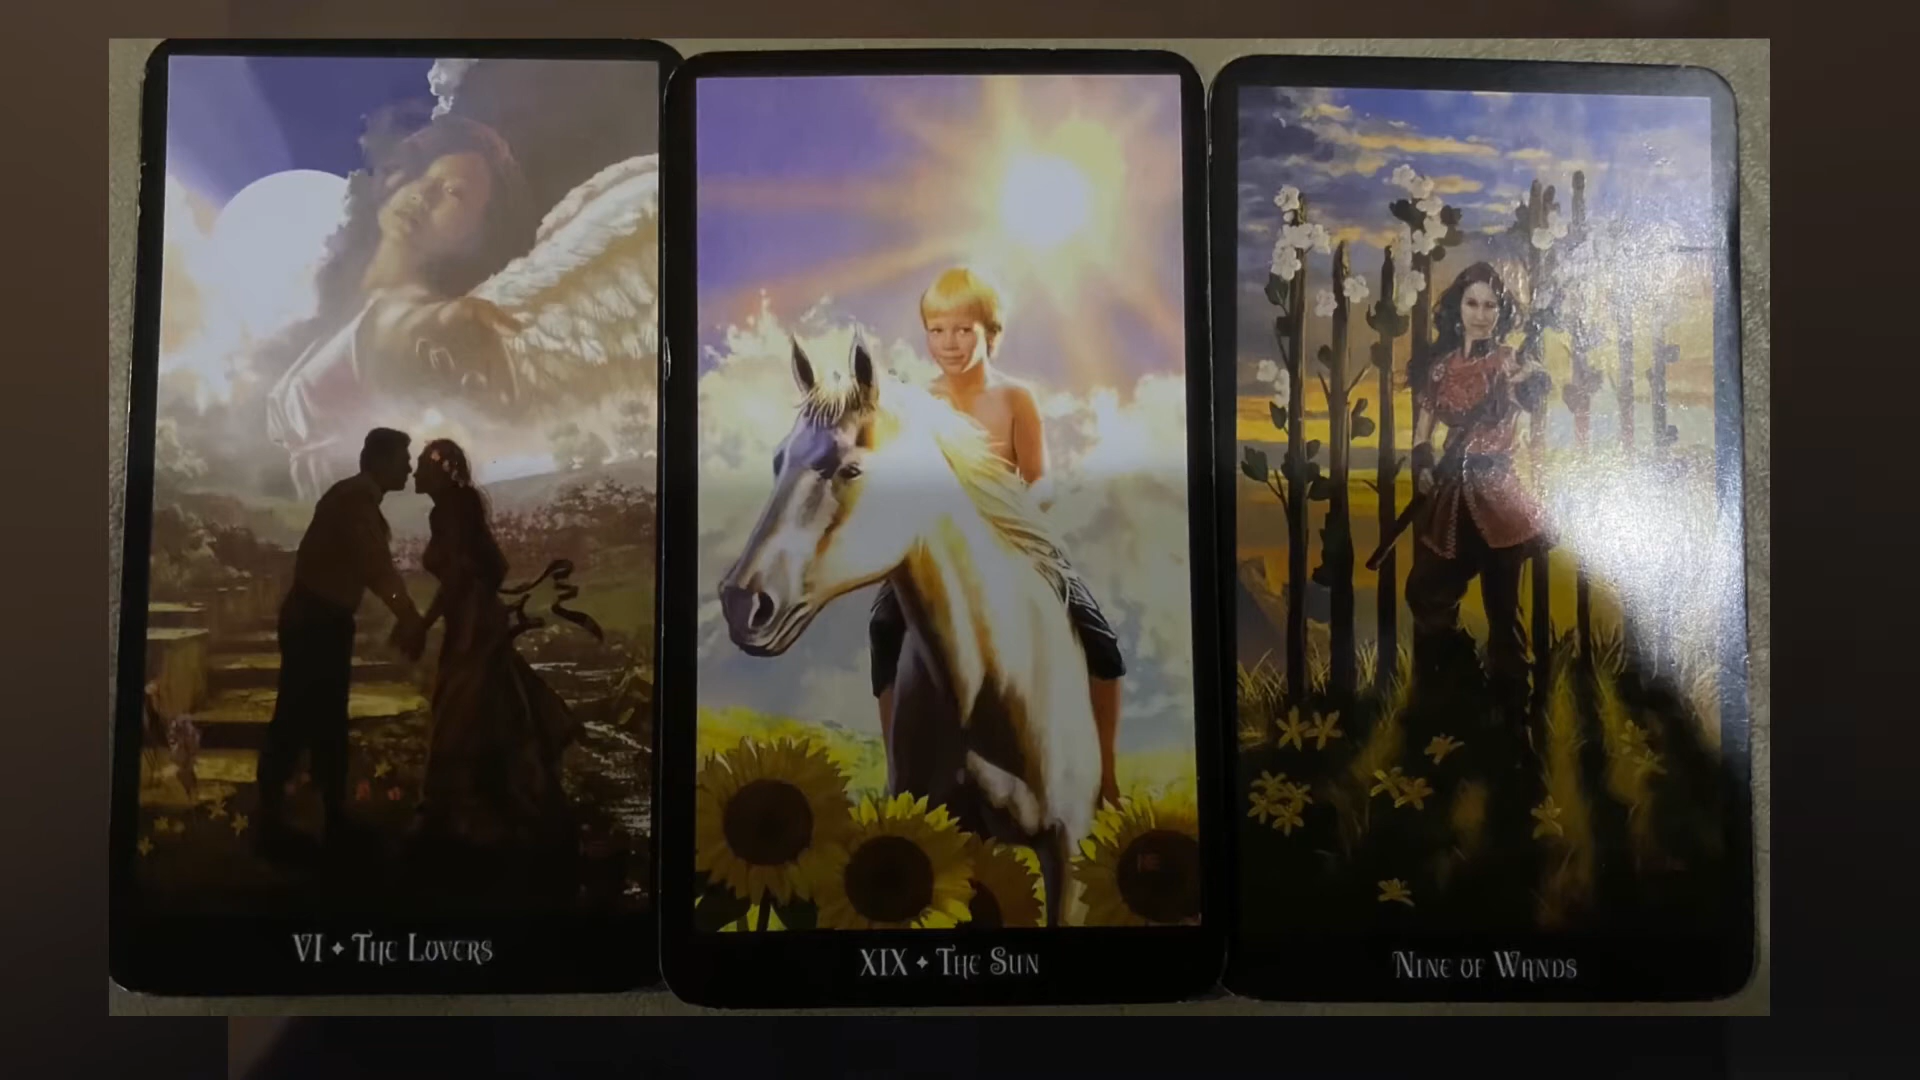 VI ✦ The Lovers
XIX ✦ The Sun
Nine of Wands